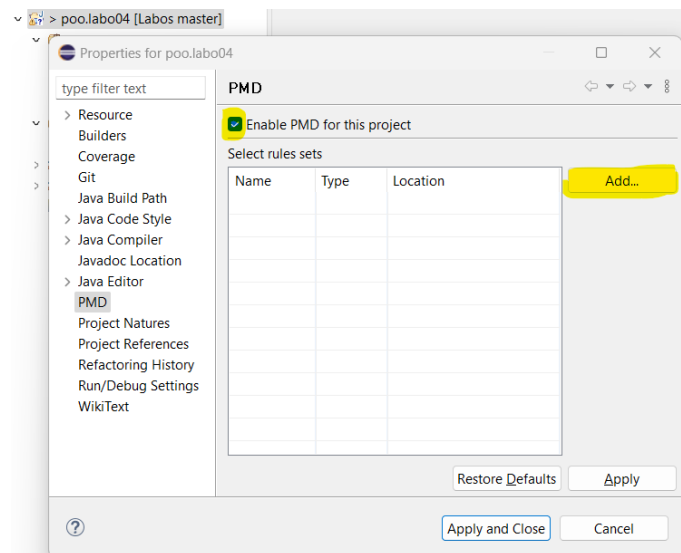 > poo.labo04 [Labos master]
Properties for poo.labo04
type filter text
PMD
Resource
Builders
Coverage
Git
Java Build Path
Java Code Style
Java Compiler
Javadoc Location
Java Editor
PMD
Project Natures
Project References
Refactoring History
Run/Debug Settings
WikiText
Enable PMD for this project
Select rules sets
Name Type Location
Add...
Restore Defaults
Apply
Apply and Close
Cancel